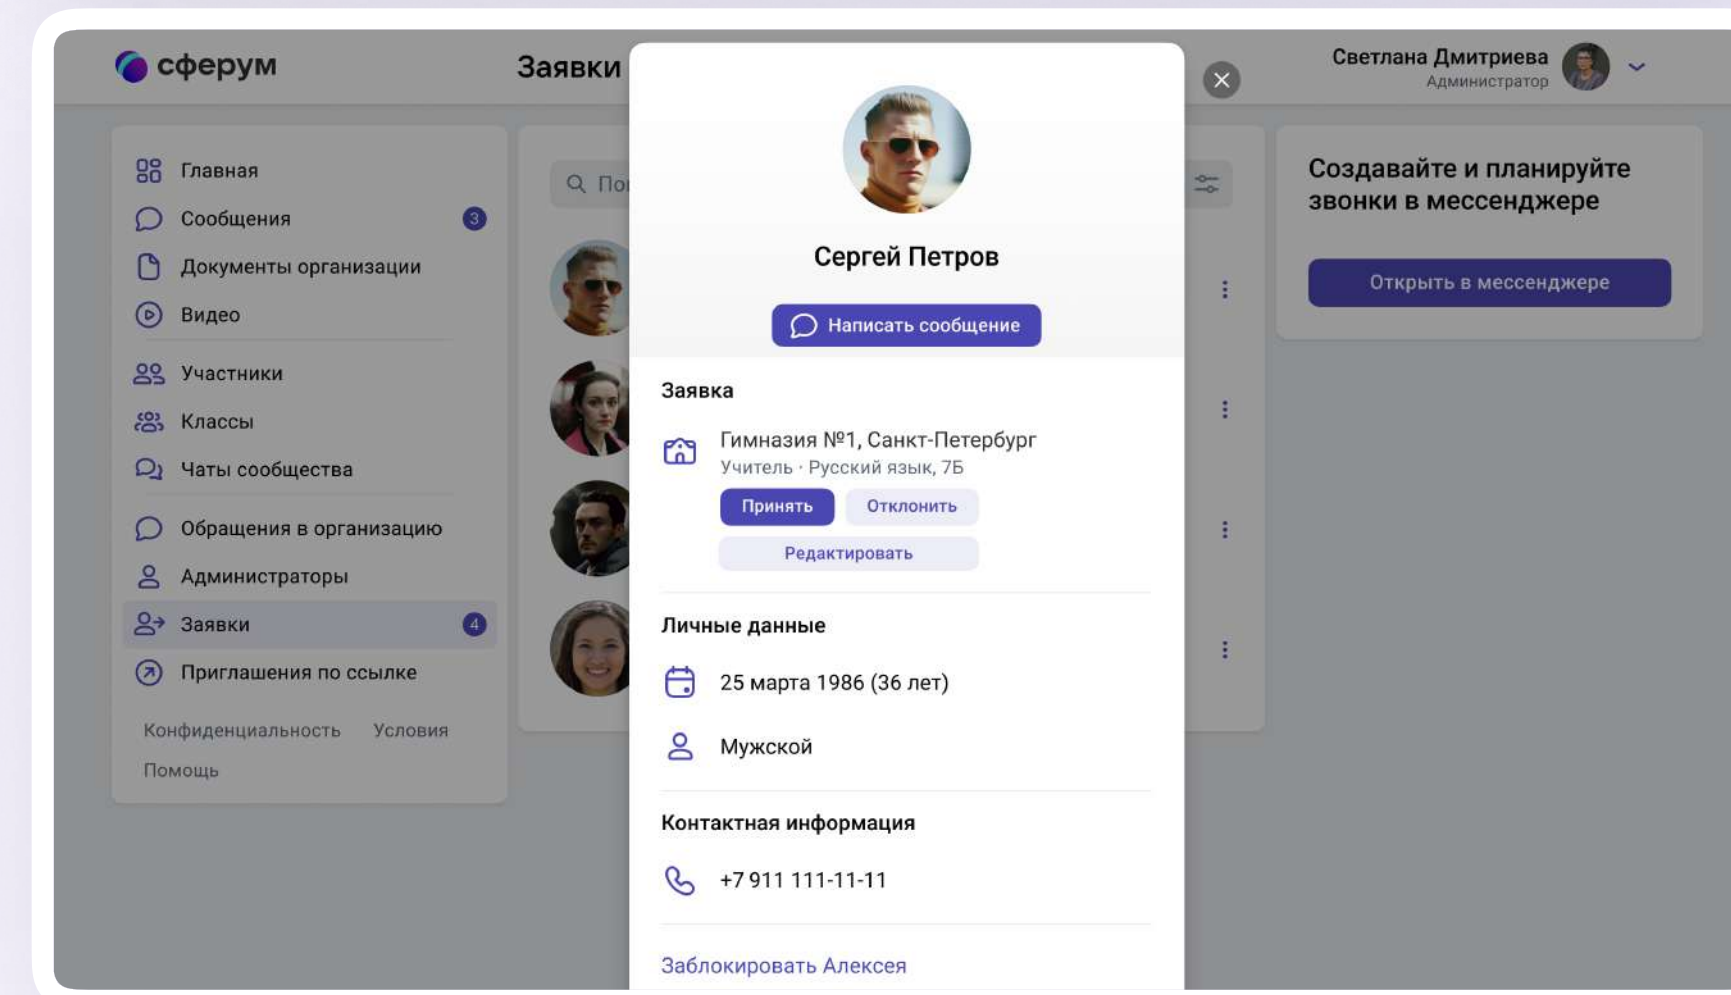 сферум
Заявки
Светлана Дмитриева
Администратор
Главная
Сообщения
3
Документы организации
Видео
Участники
Классы
Чаты сообщества
Обращения в организацию
Администраторы
Заявки
4
Приглашения по ссылке
Конфиденциальность Условия
Помощь
Сергей Петров
Написать сообщение
Заявка
Гимназия №1, Санкт-Петербург
Учитель · Русский язык, 7Б
Принять Отклонить
Редактировать
Личные данные
25 марта 1986 (36 лет)
Мужской
Контактная информация
+7 911 111-11-11
Заблокировать Алексея
Создавайте и планируйте
звонки в мессенджере
Открыть в мессенджере